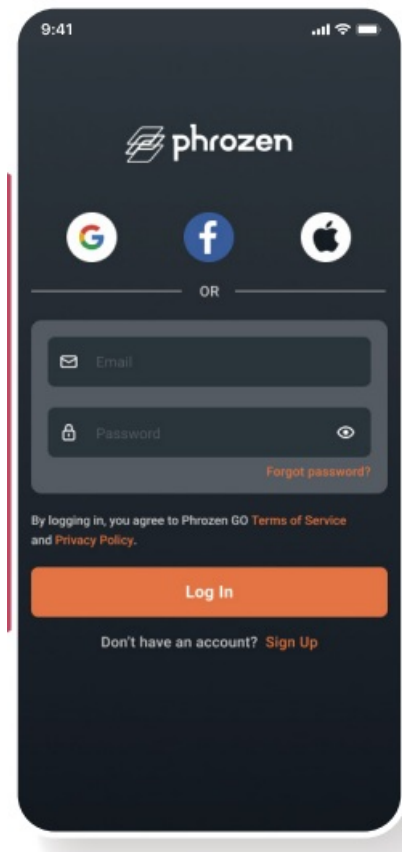 9:41
phrozen
OR
Email
Password
Forgot password?
By logging in, you agree to Phrozen GO Terms of Service
and Privacy Policy.
Log In
Don't have an account? Sign Up